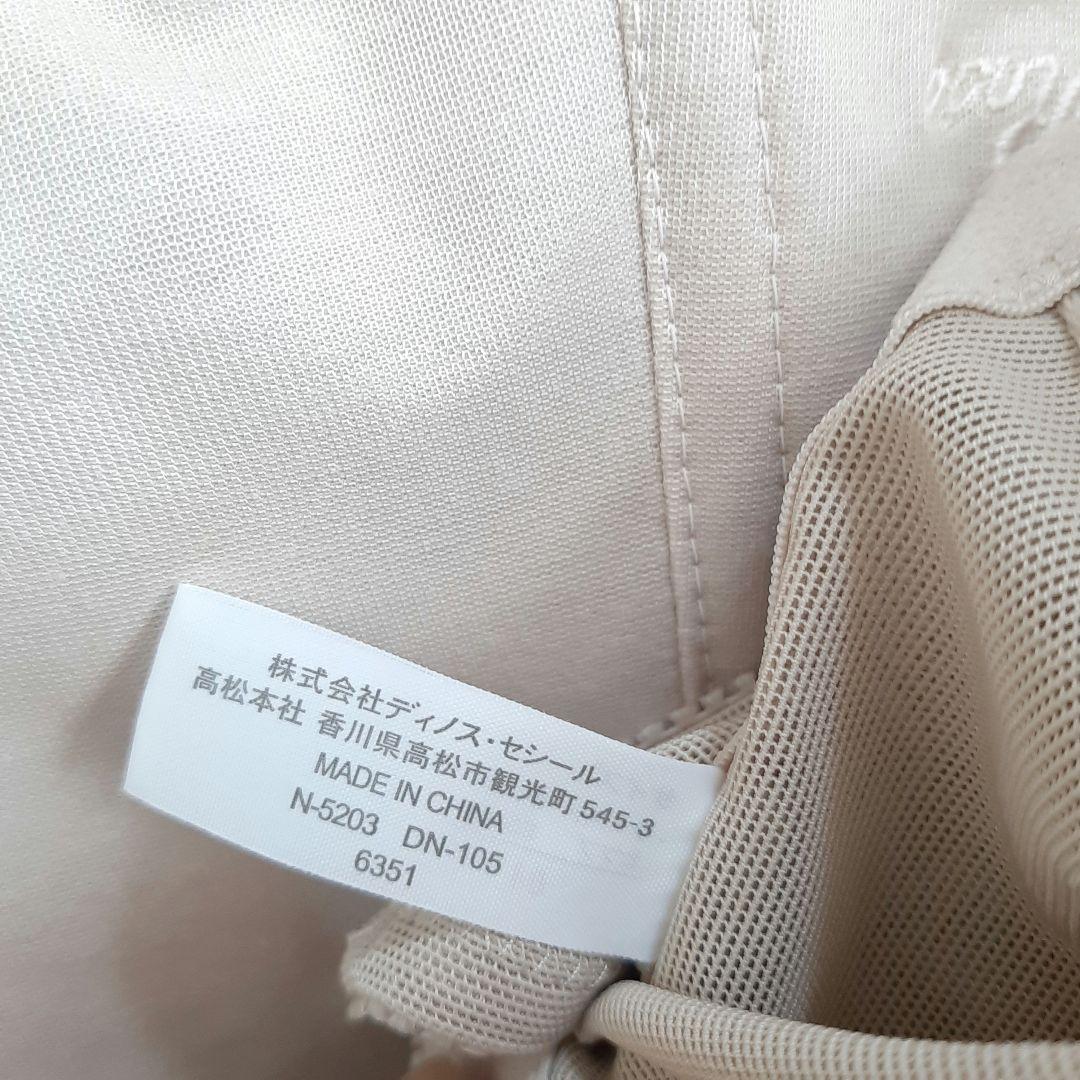 株式会社ディノス・セシール
高松本社 香川県高松市観光町545-3
MADE IN CHINA
N-5203 DN-105
6351